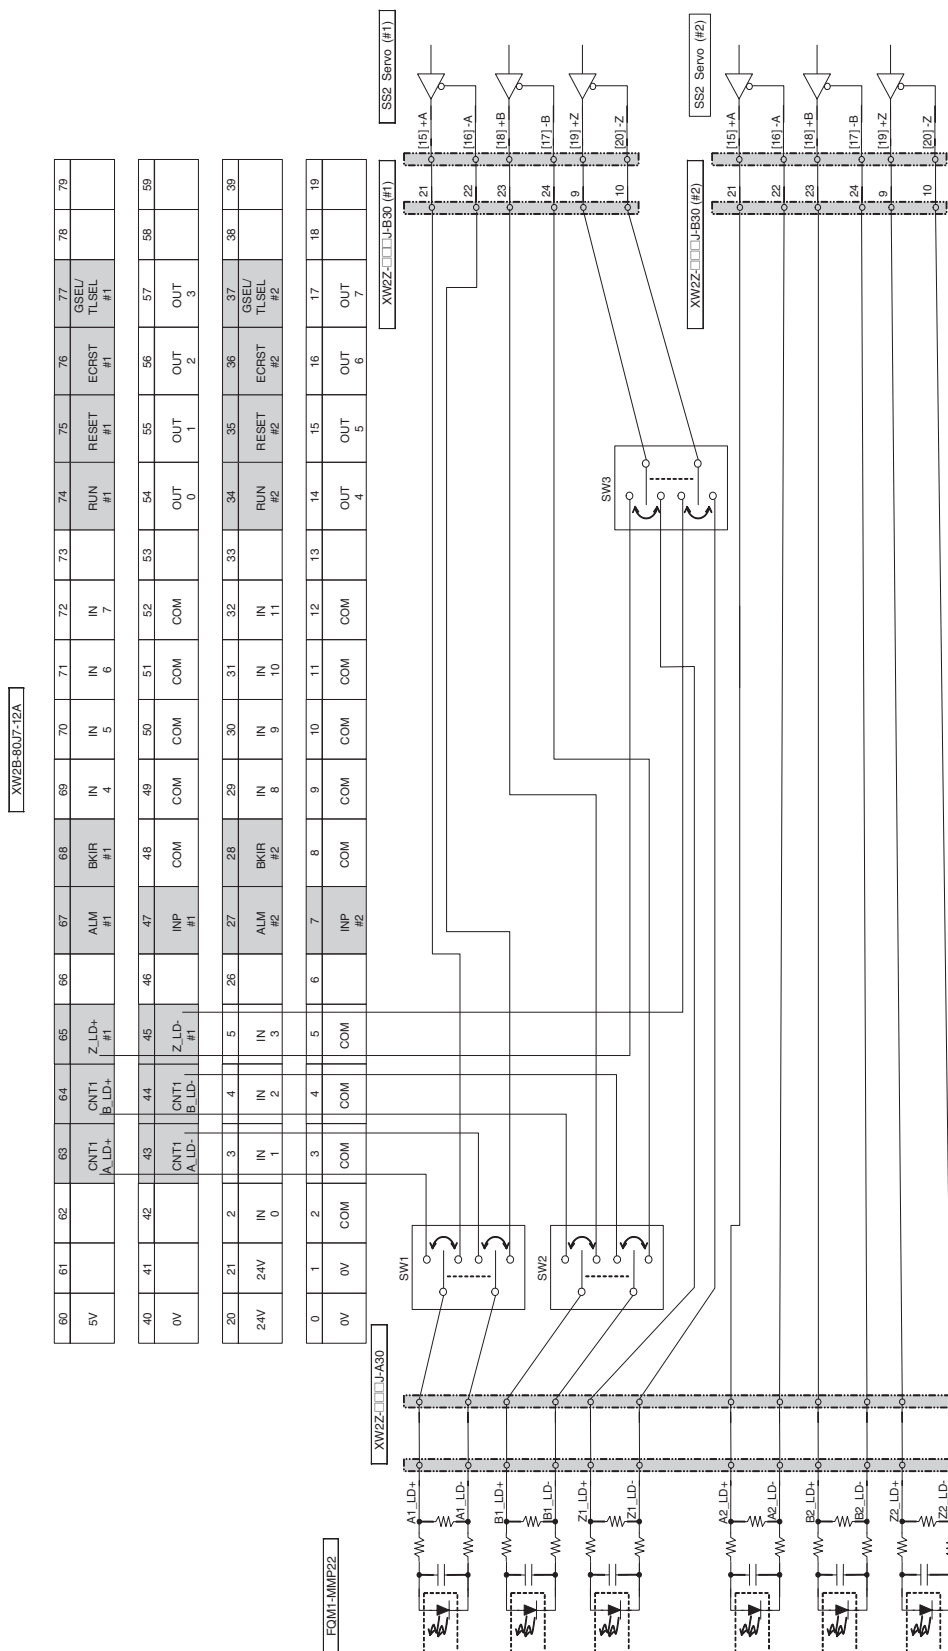 XW2B-80J7-12A
60 61 62 63 64 65 66 67 68 69 70 71 72 73 74 75 76 77 78 79
5V CNT1 A_LD+ CNT1 B_LD+ Z_LD+ #1 ALM #1 BKIR #1 IN 4 IN 5 IN 6 IN 7 RUN #1 RESET #1 ECRST #1 GSEL/ TLSEL #1
40 41 42 43 44 45 46 47 48 49 50 51 52 53 54 55 56 57 58 59
0V CNT1 A_LD- CNT1 B_LD- Z_LD- #1 INP #1 COM COM COM COM COM OUT 0 OUT 1 OUT 2 OUT 3
20 21 2 3 4 5 26 27 28 29 30 31 32 33 34 35 36 37 38 39
24V 24V IN 0 IN 1 IN 2 IN 3 ALM #2 BKIR #2 IN 8 IN 9 IN 10 IN 11 RUN #2 RESET #2 ECRST #2 GSEL/ TLSEL #2
0 1 2 3 4 5 6 7 8 9 10 11 12 13 14 15 16 17 18 19
0V 0V COM COM COM COM INP #2 COM COM COM COM COM OUT 4 OUT 5 OUT 6 OUT 7
FQM1-MMP22
XW2Z-□□□J-A30
XW2Z-□□□J-B30 (#1)
SS2 Servo (#1)
A1_LD+
A1_LD-
B1_LD+
B1_LD-
Z1_LD+
Z1_LD-
SW1
SW2
SW3
21 [15] +A
22 [16] -A
23 [18] +B
24 [17] -B
9 [19] +Z
10 [20] -Z
XW2Z-□□□J-B30 (#2)
SS2 Servo (#2)
A2_LD+
A2_LD-
B2_LD+
B2_LD-
Z2_LD+
Z2_LD-
21 [15] +A
22 [16] -A
23 [18] +B
24 [17] -B
9 [19] +Z
10 [20] -Z